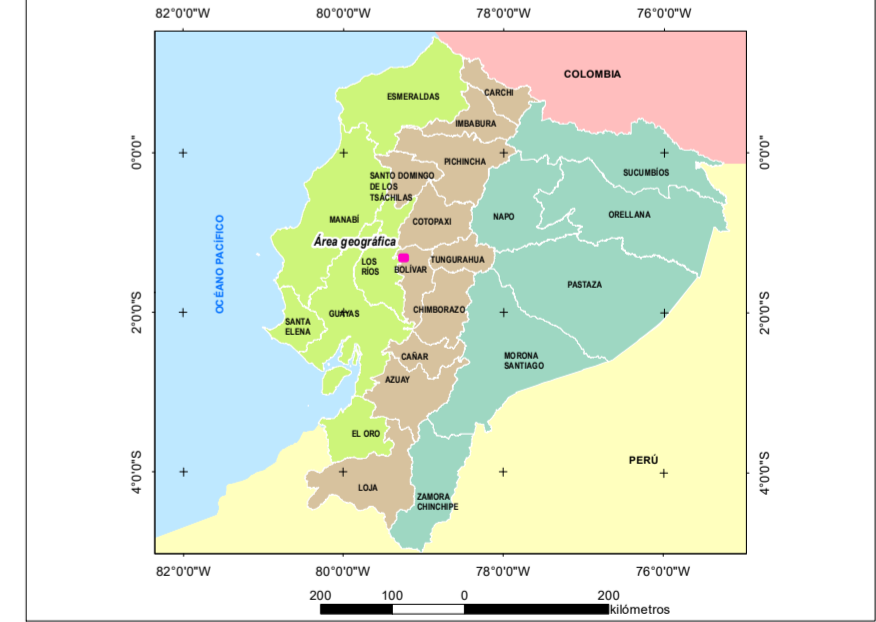 82°0'0"W 80°0'0"W 78°0'0"W 76°0'0"W
COLOMBIA
CARCHI
ESMERALDAS
IMBABURA
0°0'0"
0°0'0"
PICHINCHA
SANTO DOMINGO
DE LOS
TSÁCHILAS
SUCUMBÍOS
NAPO
ORELLANA
MANABÍ
COTOPAXI
OCÉANO PACÍFICO
Área geográfica
LOS
RÍOS
BOLÍVAR
TUNGURAHUA
PASTAZA
2°0'0"S
2°0'0"S
GUAYAS
CHIMBORAZO
SANTA
ELENA
CAÑAR
MORONA
SANTIAGO
AZUAY
EL ORO
PERÚ
4°0'0"S
4°0'0"S
LOJA
ZAMORA
CHINCHIPE
82°0'0"W 80°0'0"W 78°0'0"W 76°0'0"W
200 100 0 200
kilómetros